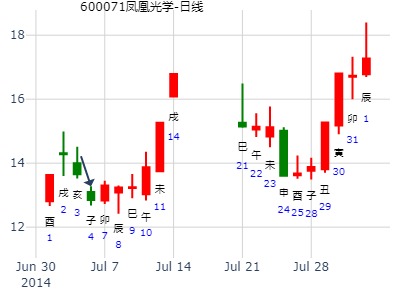 600071凤凰光学-日线
18
16
14
12
酉
1
戌
2
亥
3
子
4
卯
7
辰
8
巳
9
午
10
未
11
戌
14
巳
21
午
22
未
23
申
24
酉
25
子
28
丑
29
寅
30
卯
31
辰
1
Jun 30
2014
Jul 7
Jul 14
Jul 21
Jul 28